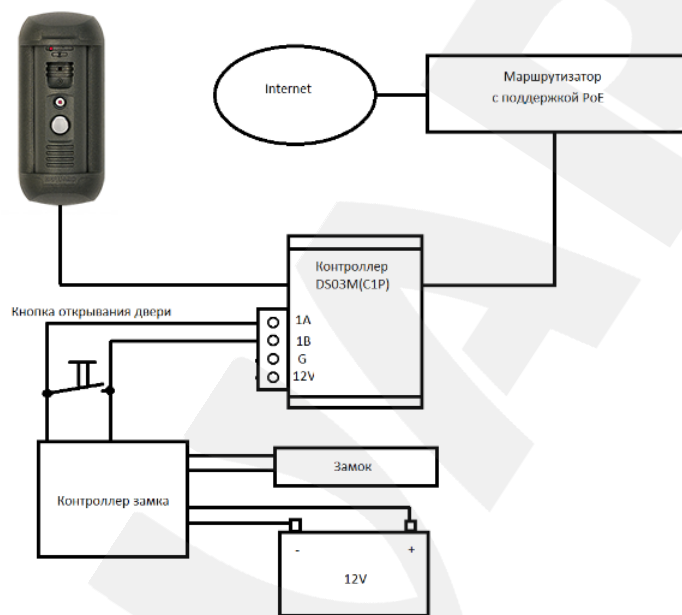 Internet
Маршрутизатор
с поддержкой PoE
Контроллер
DS03M(C1P)
Кнопка открывания двери
1A
1B
G
12V
Замок
Контроллер замка
- +
12V